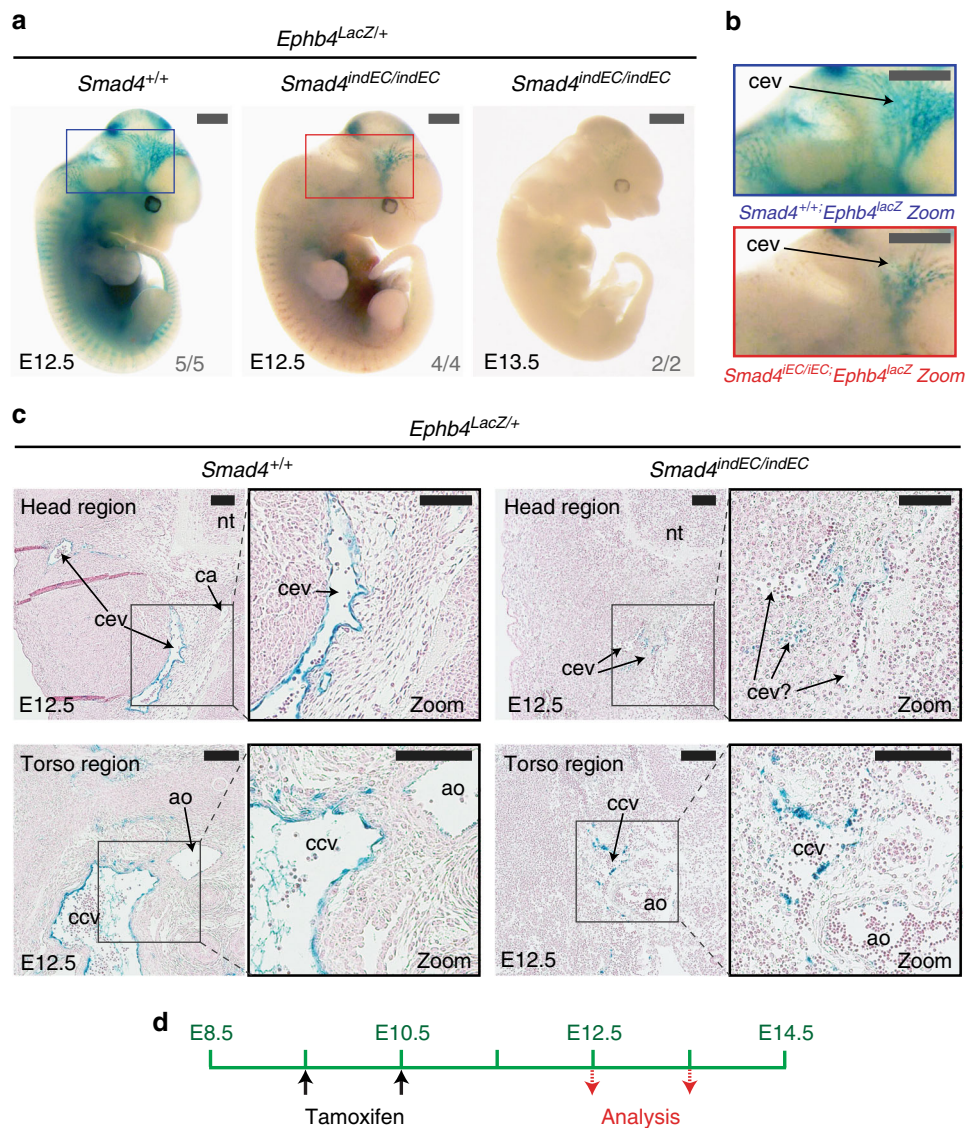 a
Ephb4LacZ/+
Smad4+/+
Smad4indEC/indEC
Smad4indEC/indEC
E12.5
5/5
E12.5
4/4
E13.5
2/2
b
cev
Smad4+/+;Ephb4lacZ Zoom
cev
Smad4iEC/iEC;Ephb4lacZ Zoom
c
Ephb4LacZ/+
Smad4+/+
Smad4indEC/indEC
Head region
nt
ca
cev
E12.5
cev
Zoom
Head region
nt
cev
E12.5
cev?
Zoom
Torso region
ao
ccv
E12.5
ao
ccv
Zoom
Torso region
ccv
ao
E12.5
ccv
ao
Zoom
d
E8.5 E10.5 E12.5 E14.5
Tamoxifen Analysis